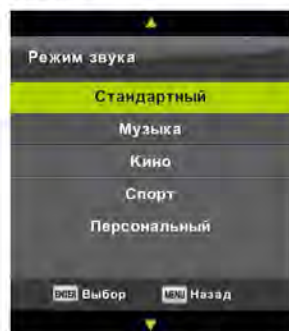 Режим звука
Стандартный
Музыка
Кино
Спорт
Персональный
ENTER Выбор MENU Назад